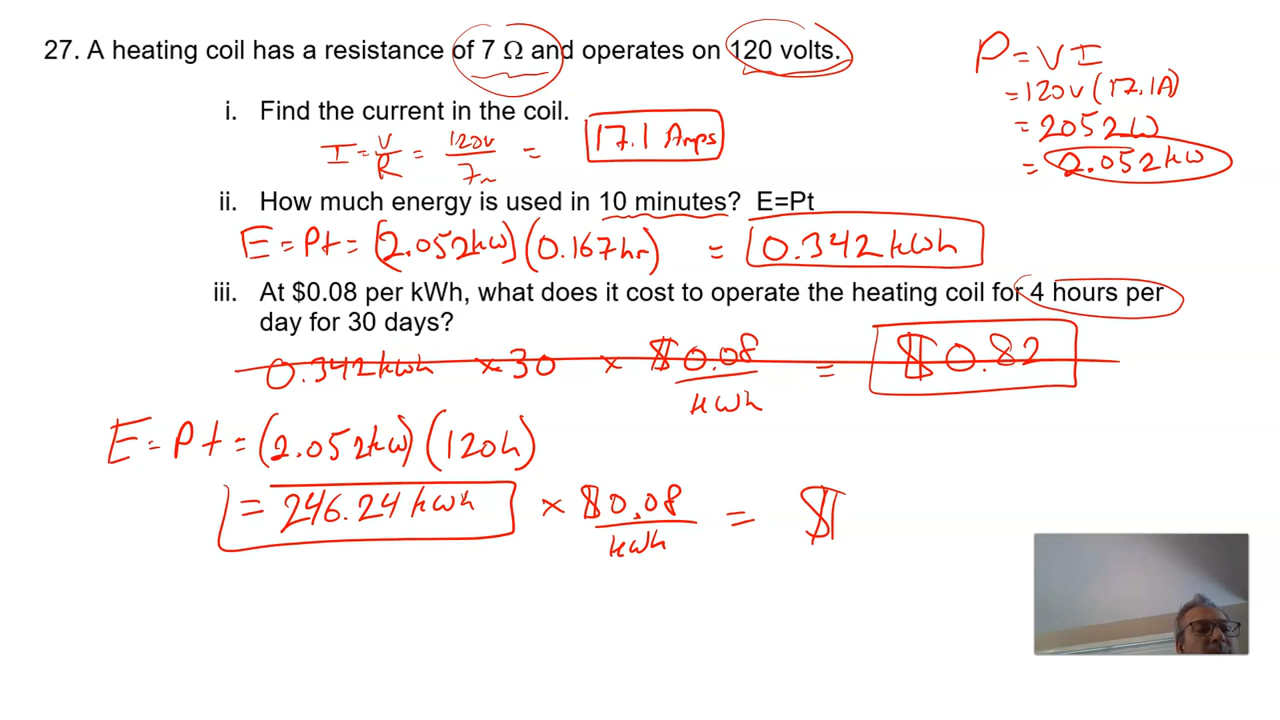 27. A heating coil has a resistance of 7 Ω and operates on 120 volts.
P = VI
= 120V (17.1A)
= 2052W
= 2.052kW
i. Find the current in the coil.
I = V/R = 120V/7Ω = 17.1 Amps
ii. How much energy is used in 10 minutes? E=Pt
E = Pt = (2.052kW)(0.167hr) = 0.342 kWh
iii. At $0.08 per kWh, what does it cost to operate the heating coil for 4 hours per
day for 30 days?
0.342kWh × 30 × $0.08/kWh = $0.82
E = Pt = (2.052kW)(120h)
= 246.24 kWh × $0.08/kWh = $